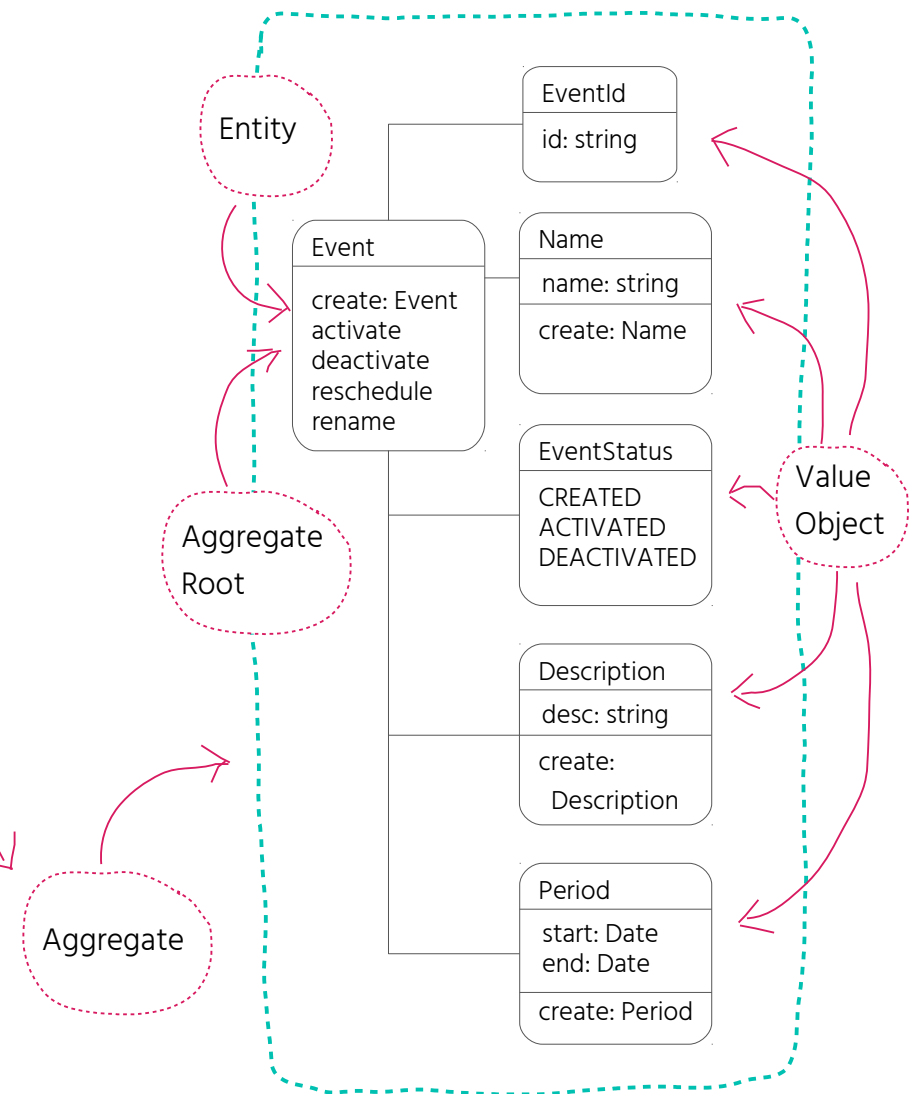 Entity
EventId
id: string
Event
create: Event
activate
deactivate
reschedule
rename
Name
name: string
create: Name
EventStatus
CREATED
ACTIVATED
DEACTIVATED
Value
Object
Aggregate
Root
Description
desc: string
create:
Description
Aggregate
Period
start: Date
end: Date
create: Period